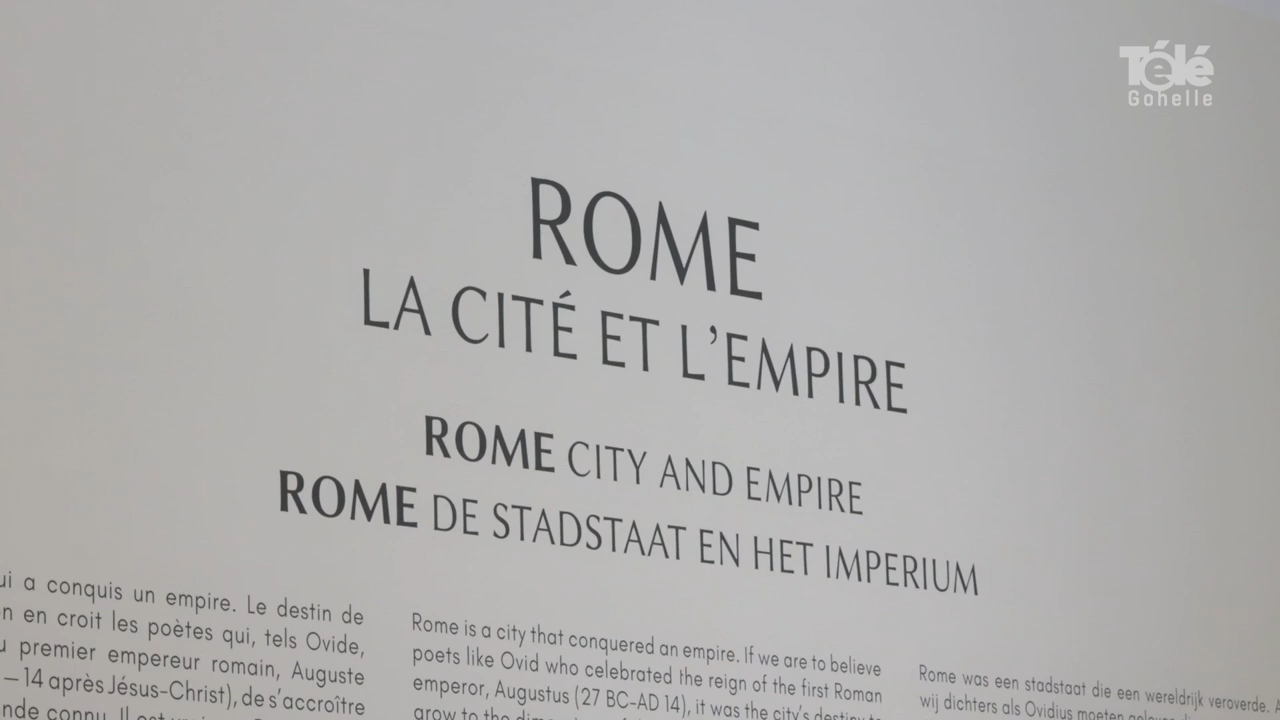 Télé
Gohelle
ROME
LA CITÉ ET L’EMPIRE
ROME CITY AND EMPIRE
ROME DE STADSTAAT EN HET IMPERIUM
a conquis un empire. Le destin de
en croit les poètes qui, tels Ovide,
premier empereur romain, Auguste
– 14 après Jésus-Christ), de s’accroître
connu. Il
Rome is a city that conquered an empire. If we are to believe
poets like Ovid who celebrated the reign of the first Roman
emperor, Augustus (27 BC-AD 14), it was the city’s destiny
grow to the
Rome was een stadstaat die een wereldrijk veroverde.
wij dichters als Ovidius moeten